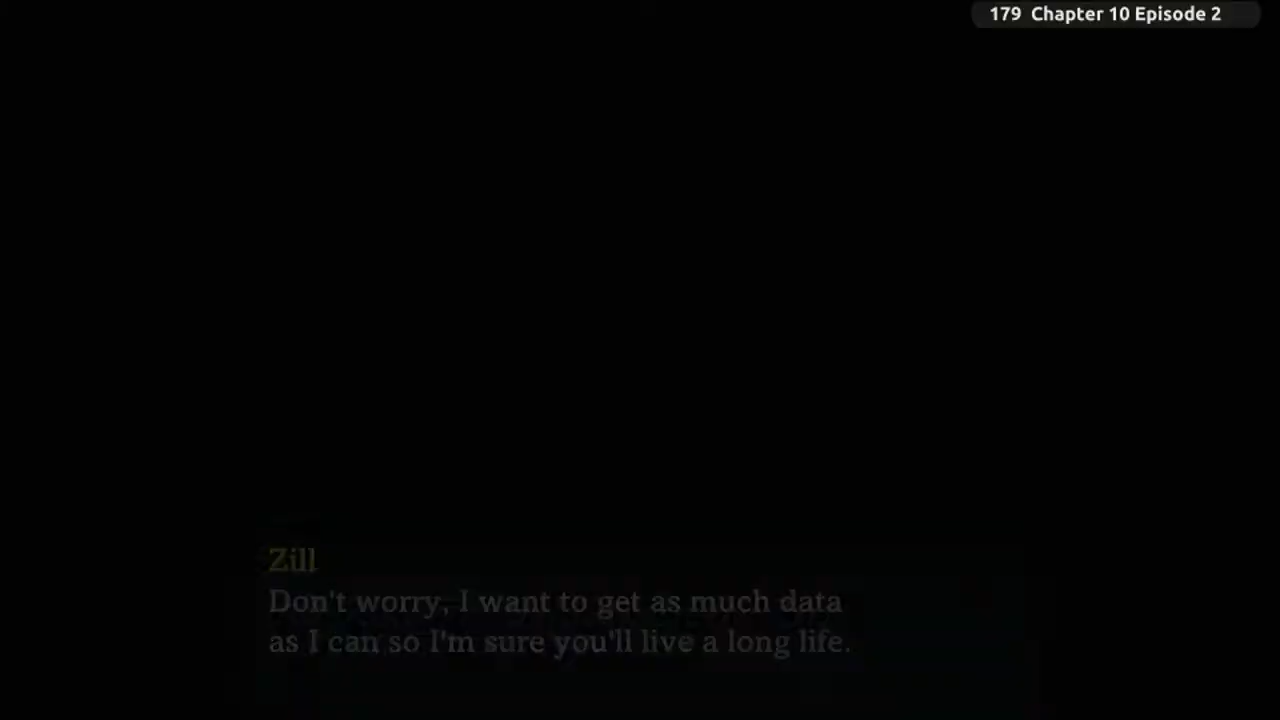 179 Chapter 10 Episode 2
Zill
Don't worry, I want to get as much data
as I can so I'm sure you'll live a long life.